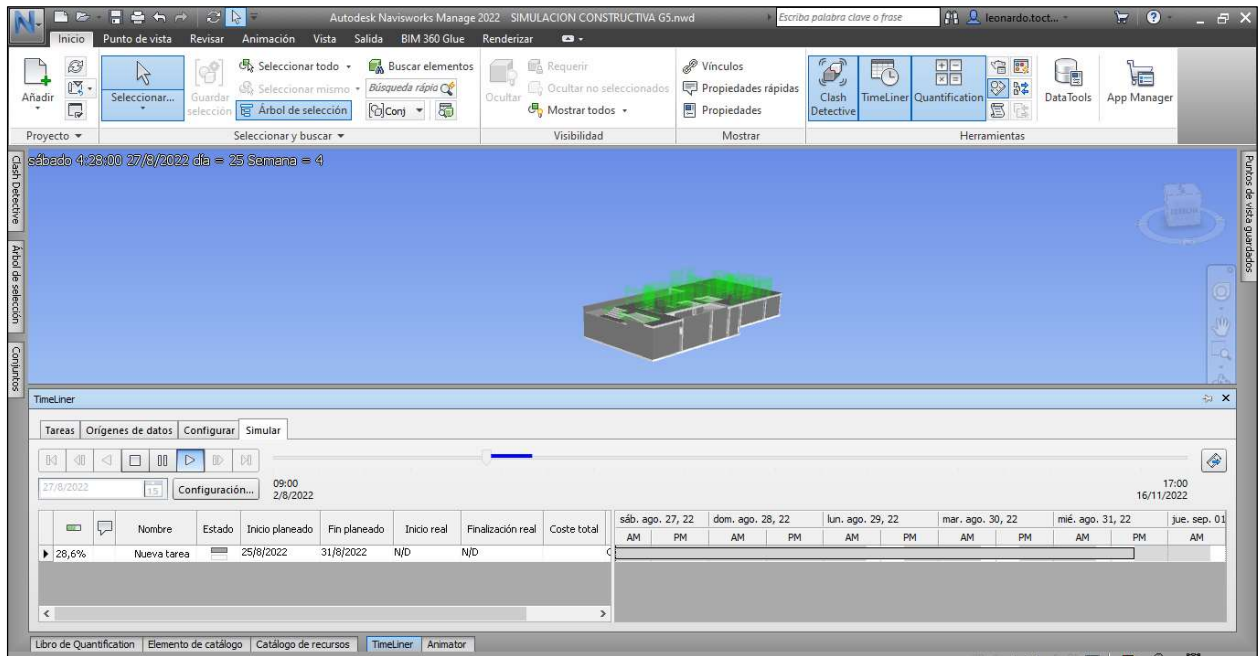 Autodesk Navisworks Manage 2022 SIMULACION CONSTRUCTIVA G5.nwd
Escriba palabra clave o frase
leonardo.toct...
Inicio Punto de vista Revisar Animación Vista Salida BIM 360 Glue Renderizar
Añadir
Proyecto
Seleccionar...
Guardar selección
Seleccionar todo
Seleccionar mismo
Árbol de selección
Buscar elementos
Búsqueda rápida
Conj
Seleccionar y buscar
Ocultar
Requerir
Ocultar no seleccionados
Mostrar todos
Visibilidad
Vínculos
Propiedades rápidas
Propiedades
Mostrar
Clash Detective
TimeLiner
Quantification
DataTools
App Manager
Herramientas
sábado 4:28:00 27/8/2022 día = 25 Semana = 4
Clash Detective
Árbol de selección
Conjuntos
Puntos de vista guardados
TimeLiner
Tareas Orígenes de datos Configurar Simular
27/8/2022 15 Configuración...
09:00
2/8/2022
17:00
16/11/2022
Nombre Estado Inicio planeado Fin planeado Inicio real Finalización real Coste total
sáb. ago. 27, 22 dom. ago. 28, 22 lun. ago. 29, 22 mar. ago. 30, 22 mié. ago. 31, 22 jue. sep. 01
AM PM AM PM AM PM AM PM AM PM AM
28,6% Nueva tarea 25/8/2022 31/8/2022 N/D N/D
Libro de Quantification Elemento de catálogo Catálogo de recursos TimeLiner Animator